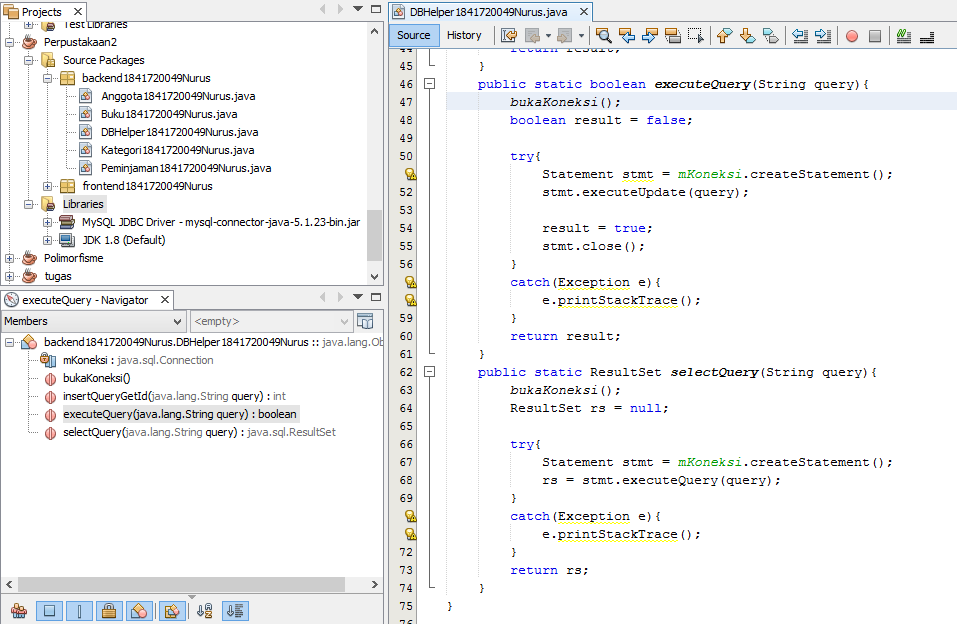 Projects
Test Libraries
Perpustakaan2
Source Packages
backend1841720049Nurus
Anggota1841720049Nurus.java
Buku1841720049Nurus.java
DBHelper1841720049Nurus.java
Kategori1841720049Nurus.java
Peminjaman1841720049Nurus.java
frontend1841720049Nurus
Libraries
MySQL JDBC Driver - mysql-connector-java-5.1.23-bin.jar
JDK 1.8 (Default)
Polimorfisme
tugas
executeQuery - Navigator
Members
<empty>
backend1841720049Nurus.DBHelper1841720049Nurus :: java.lang.Ob
mKoneksi : java.sql.Connection
bukaKoneksi()
insertQueryGetId(java.lang.String query) : int
executeQuery(java.lang.String query) : boolean
selectQuery(java.lang.String query) : java.sql.ResultSet
DBHelper1841720049Nurus.java
Source History
44 return result;
45 }
46 public static boolean executeQuery(String query){
47 bukaKoneksi();
48 boolean result = false;
49
50 try{
Statement stmt = mKoneksi.createStatement();
52 stmt.executeUpdate(query);
53
54 result = true;
55 stmt.close();
56 }
catch(Exception e){
e.printStackTrace();
59 }
60 return result;
61 }
62 public static ResultSet selectQuery(String query){
63 bukaKoneksi();
64 ResultSet rs = null;
65
66 try{
67 Statement stmt = mKoneksi.createStatement();
68 rs = stmt.executeQuery(query);
69 }
catch(Exception e){
e.printStackTrace();
72 }
73 return rs;
74 }
75 }
76